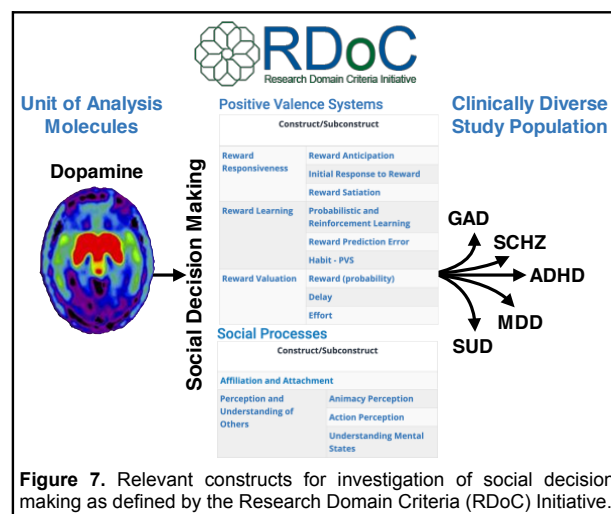 RDoC
Research Domain Criteria Initiative
Unit of Analysis
Molecules
Dopamine
Social Decision Making
Positive Valence Systems
Construct/Subconstruct
Reward
Responsiveness
Reward Anticipation
Initial Response to Reward
Reward Satiation
Reward Learning
Probabilistic and
Reinforcement Learning
Reward Prediction Error
Habit - PVS
Reward Valuation
Reward (probability)
Delay
Effort
Social Processes
Construct/Subconstruct
Affiliation and Attachment
Perception and
Understanding of
Others
Animacy Perception
Action Perception
Understanding Mental
States
Clinically Diverse
Study Population
GAD
SCHZ
ADHD
MDD
SUD
Figure 7. Relevant constructs for investigation of social decision
making as defined by the Research Domain Criteria (RDoC) Initiative.